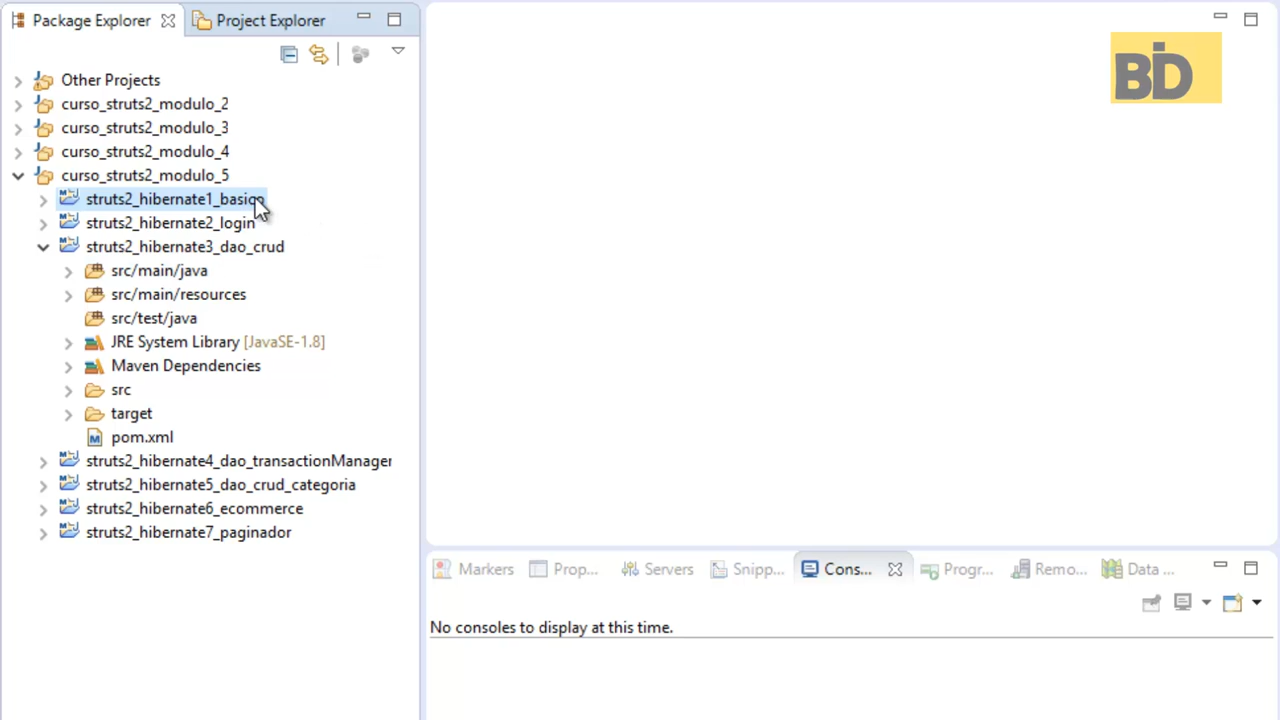 Package Explorer
Project Explorer
BD
Other Projects
curso_struts2_modulo_2
curso_struts2_modulo_3
curso_struts2_modulo_4
curso_struts2_modulo_5
struts2_hibernate1_basico
struts2_hibernate2_login
struts2_hibernate3_dao_crud
src/main/java
src/main/resources
src/test/java
JRE System Library [JavaSE-1.8]
Maven Dependencies
src
target
pom.xml
struts2_hibernate4_dao_transactionManager
struts2_hibernate5_dao_crud_categoria
struts2_hibernate6_ecommerce
struts2_hibernate7_paginador
Markers Prop... Servers Snipp... Cons... Progr... Remo... Data ...
No consoles to display at this time.